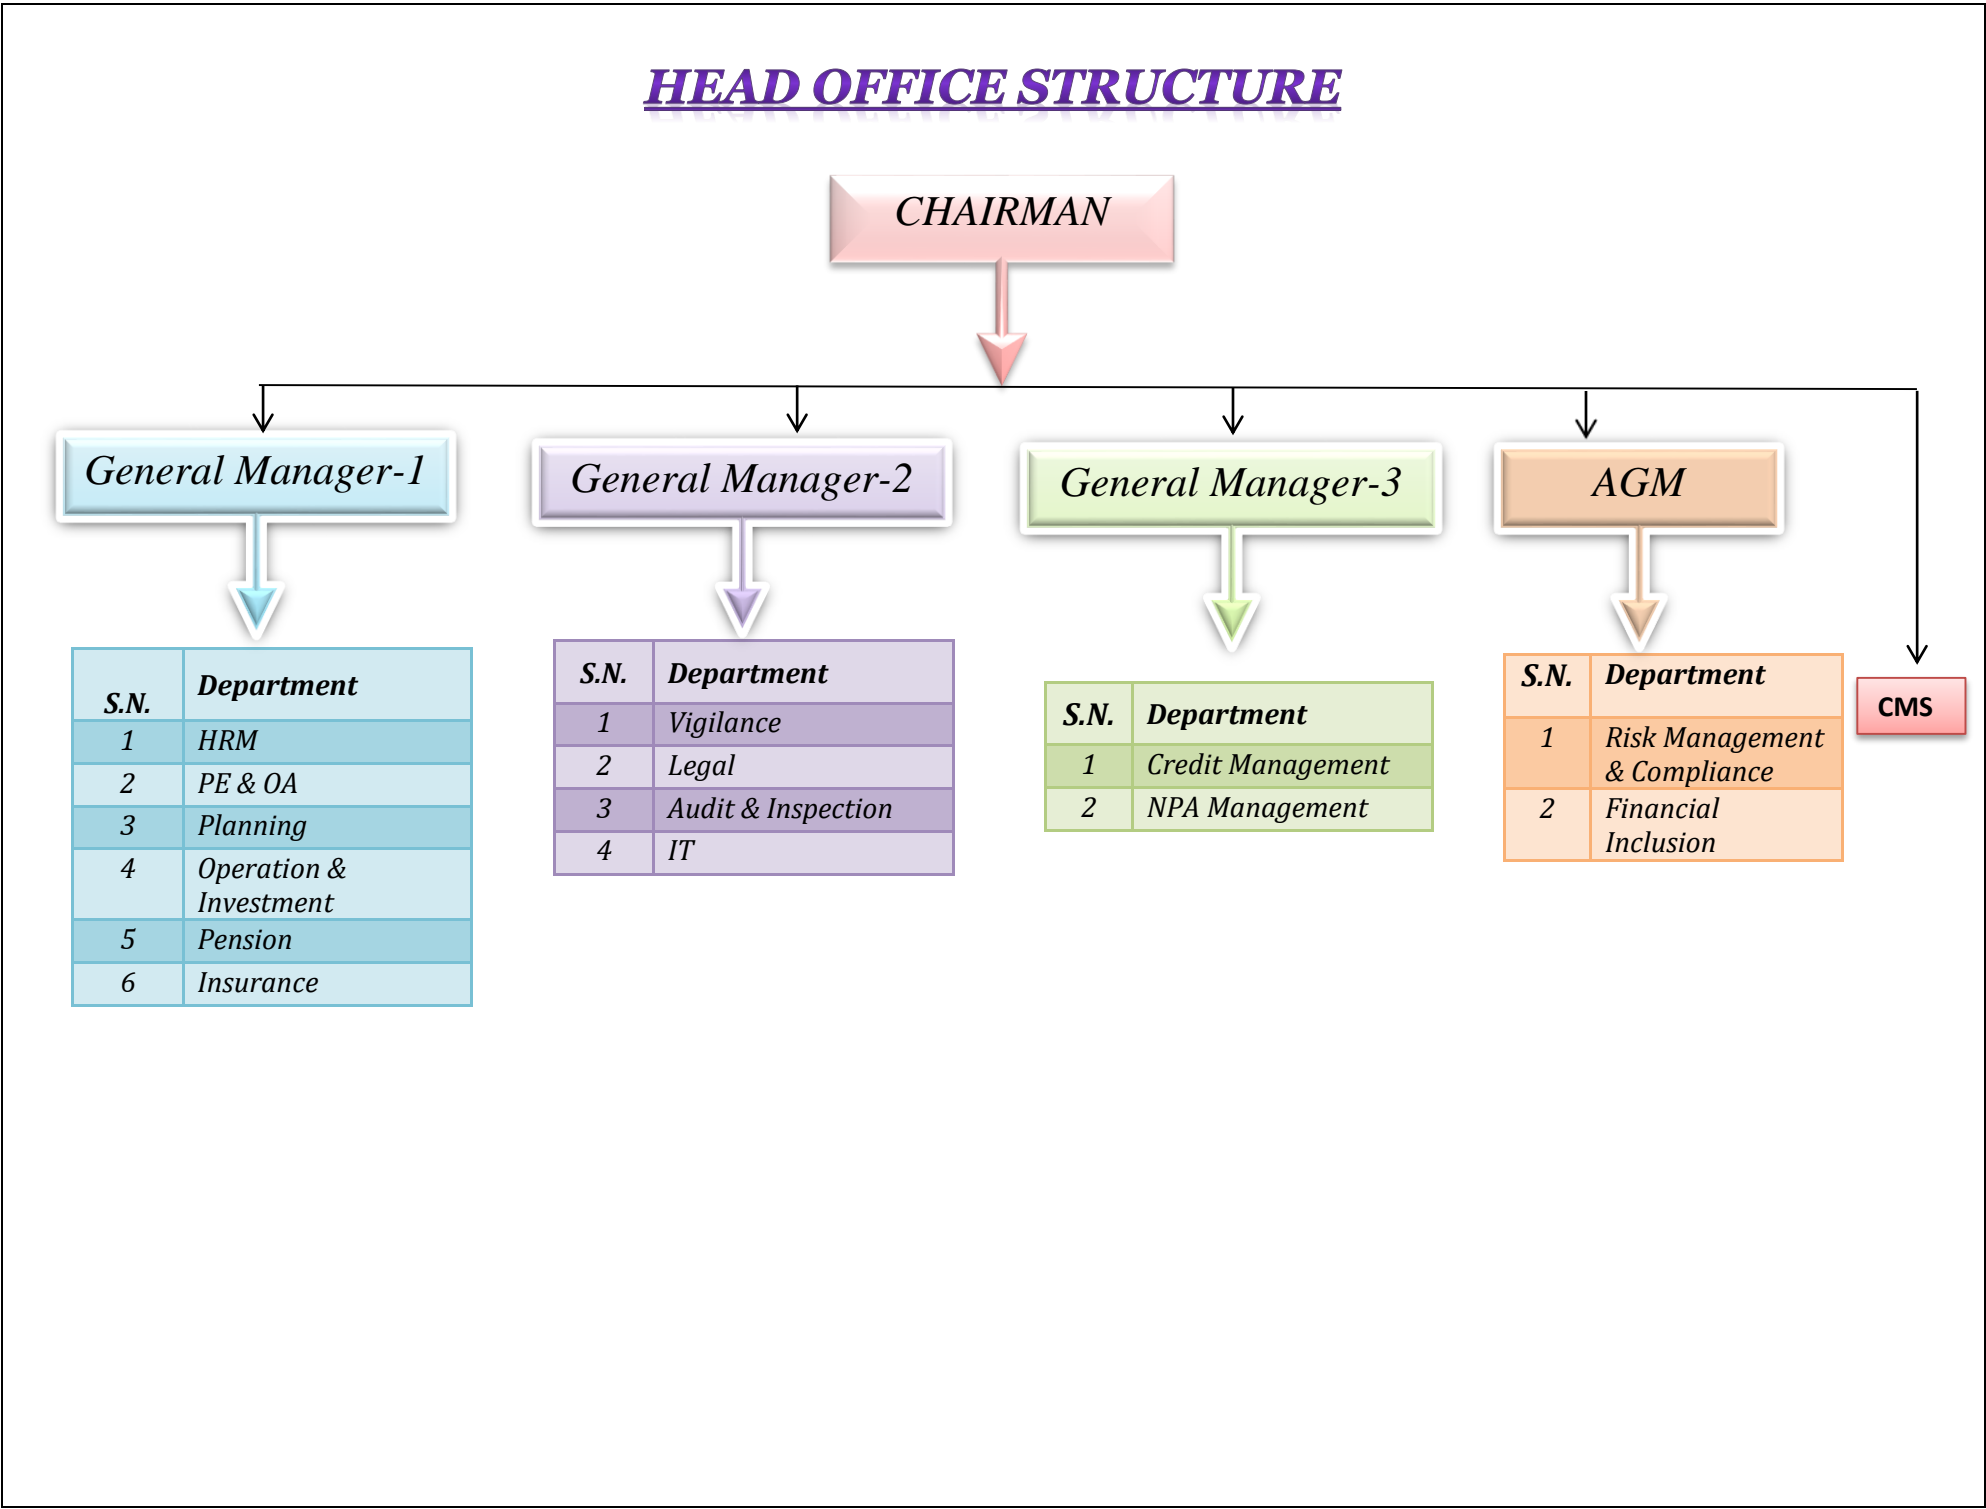 HEAD OFFICE STRUCTURE
CHAIRMAN
General Manager-1
General Manager-2
General Manager-3
AGM
S.N. Department
1 HRM
2 PE & OA
3 Planning
4 Operation &
Investment
5 Pension
6 Insurance
S.N. Department
1 Vigilance
2 Legal
3 Audit & Inspection
4 IT
S.N. Department
1 Credit Management
2 NPA Management
S.N. Department
1 Risk Management
& Compliance
2 Financial
Inclusion
CMS